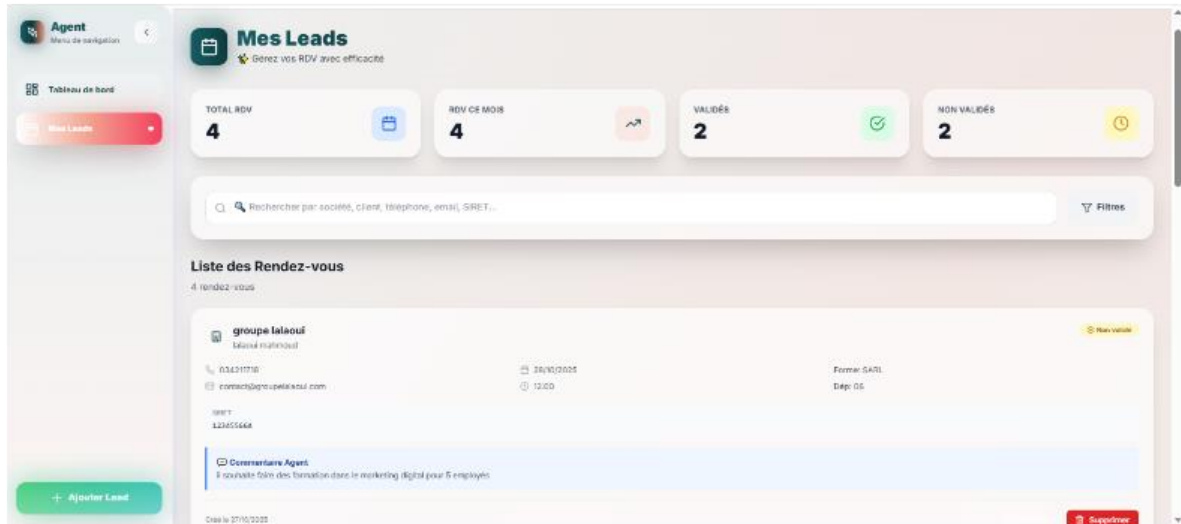 Agent
Menu de navigation
Tableau de bord
Mes Leads
+ Ajouter Lead
Mes Leads
Gérez vos RDV avec efficacité
TOTAL RDV
4
RDV CE MOIS
4
VALIDÉS
2
NON VALIDÉS
2
Rechercher par société, client, téléphone, email, SIRET...
Filtres
Liste des Rendez-vous
4 rendez-vous
groupe lalaoui
lalaoui mahmoud
Non validé
28/10/2025
12:00
contact@groupelalaoui.com
Dép: 06
SIRET
Commentaire Agent
il souhaite faire des formation dans le marketing digital pour 5 employés
Créé le 27/10/2025
Supprimer